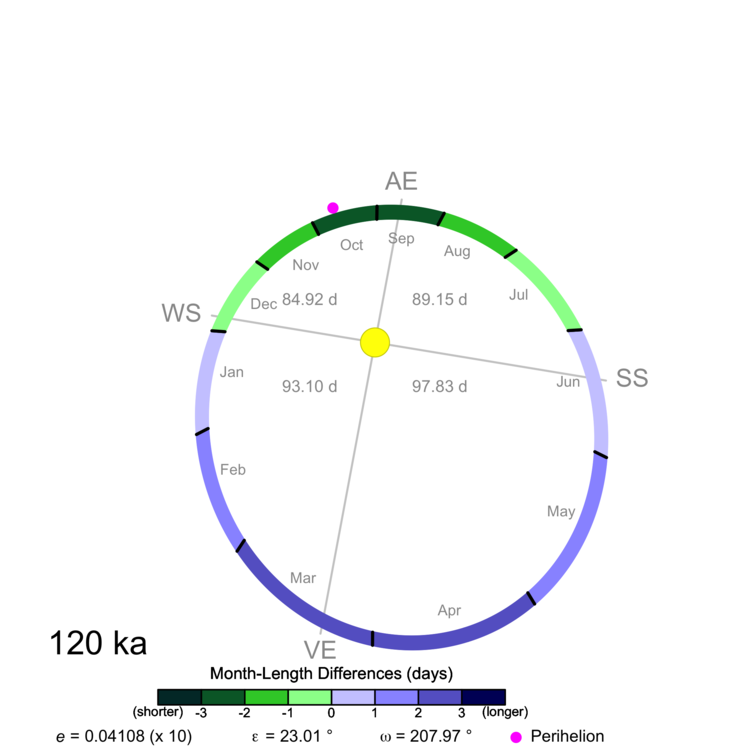 AE
Oct
Sep
Nov
Aug
Dec
84.92 d
89.15 d
Jul
WS
Jan
93.10 d
97.83 d
Jun
SS
Feb
May
Mar
Apr
120 ka
VE
Month-Length Differences (days)
(shorter) -3 -2 -1 0 1 2 3 (longer)
e = 0.04108 (x 10) ε = 23.01 ° ω = 207.97 ° Perihelion